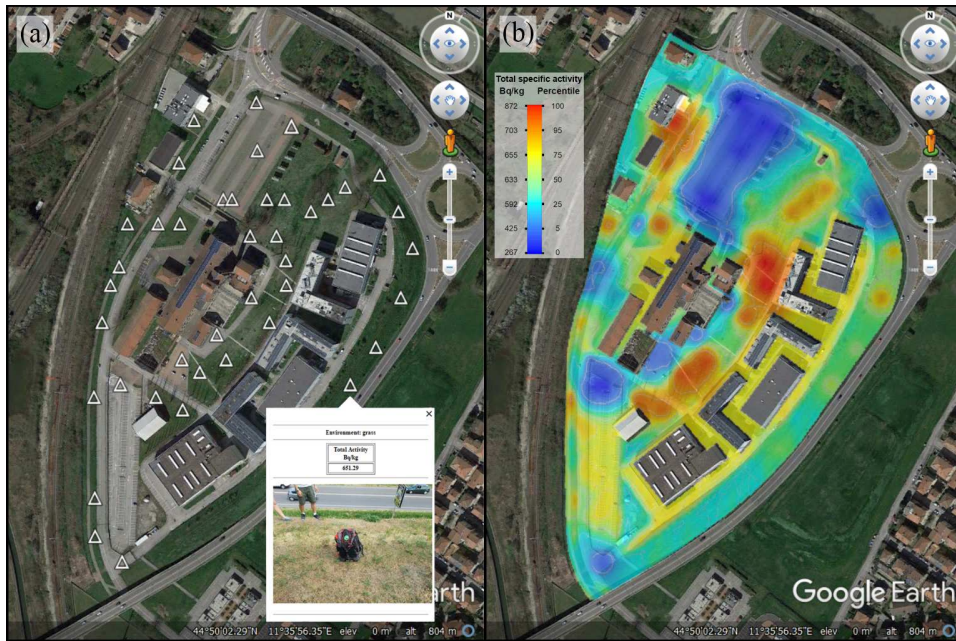 (a)
N
Environment: grass
Total Activity
Bq/kg
651.29
earth
44°50'02.29"N 11°35'56.35"E elev 0 m alt 804 m
(b)
N
Total specific activity
Bq/kg Percentile
872 100
703 95
655 75
633 50
592 25
425 5
267 0
Google Earth
44°50'02.29"N 11°35'56.35"E elev 0 m² alt 804 m